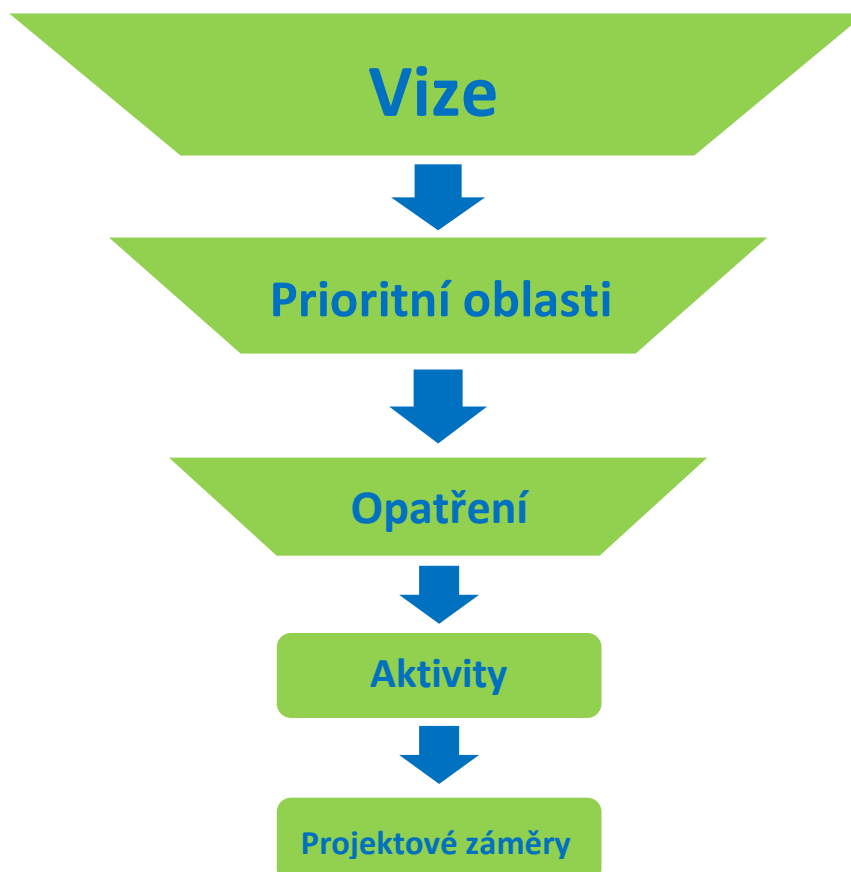 Vize
Prioritní oblasti
Opatření
Aktivity
Projektové záměry